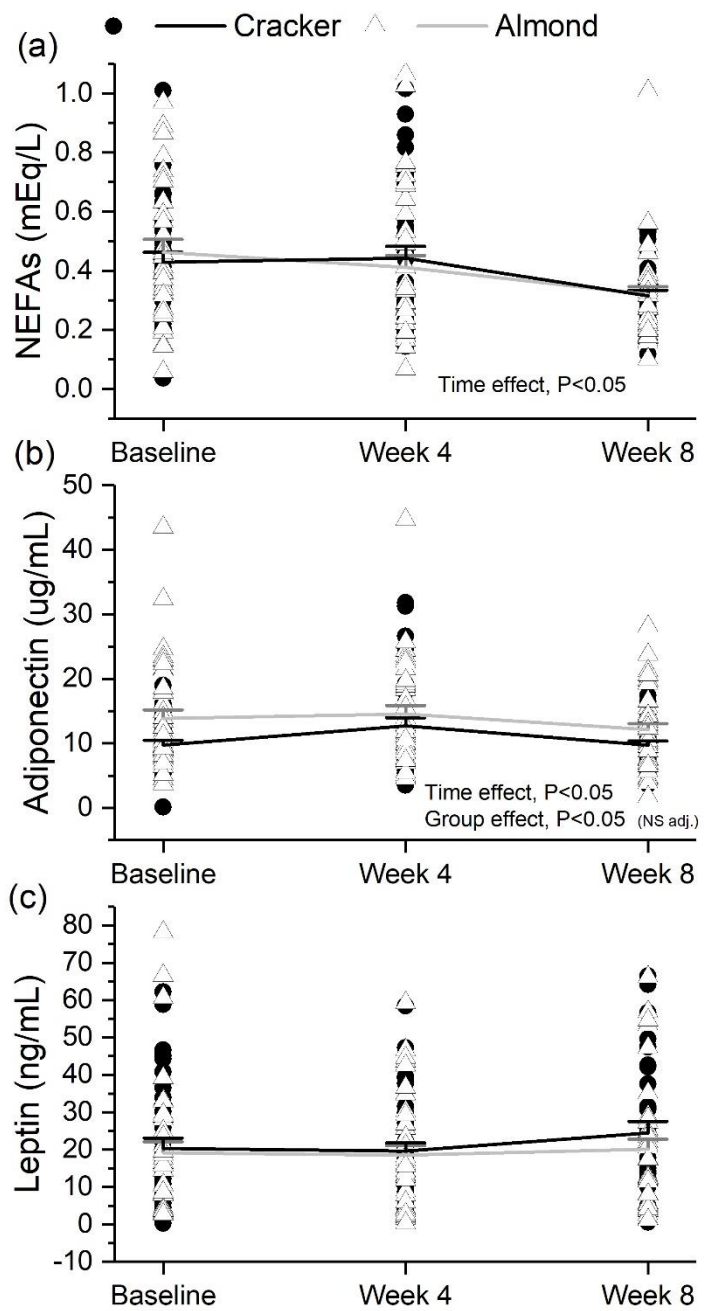 Cracker Almond
(a)
1.0
0.8
0.6
0.4
0.2
0.0
NEFAs (mEq/L)
Time effect, P<0.05
Baseline Week 4 Week 8
(b)
50
40
30
20
10
0
Adiponectin (ug/mL)
Time effect, P<0.05
Group effect, P<0.05 (NS adj.)
Baseline Week 4 Week 8
(c)
80
70
60
50
40
30
20
10
0
-10
Leptin (ng/mL)
Baseline Week 4 Week 8